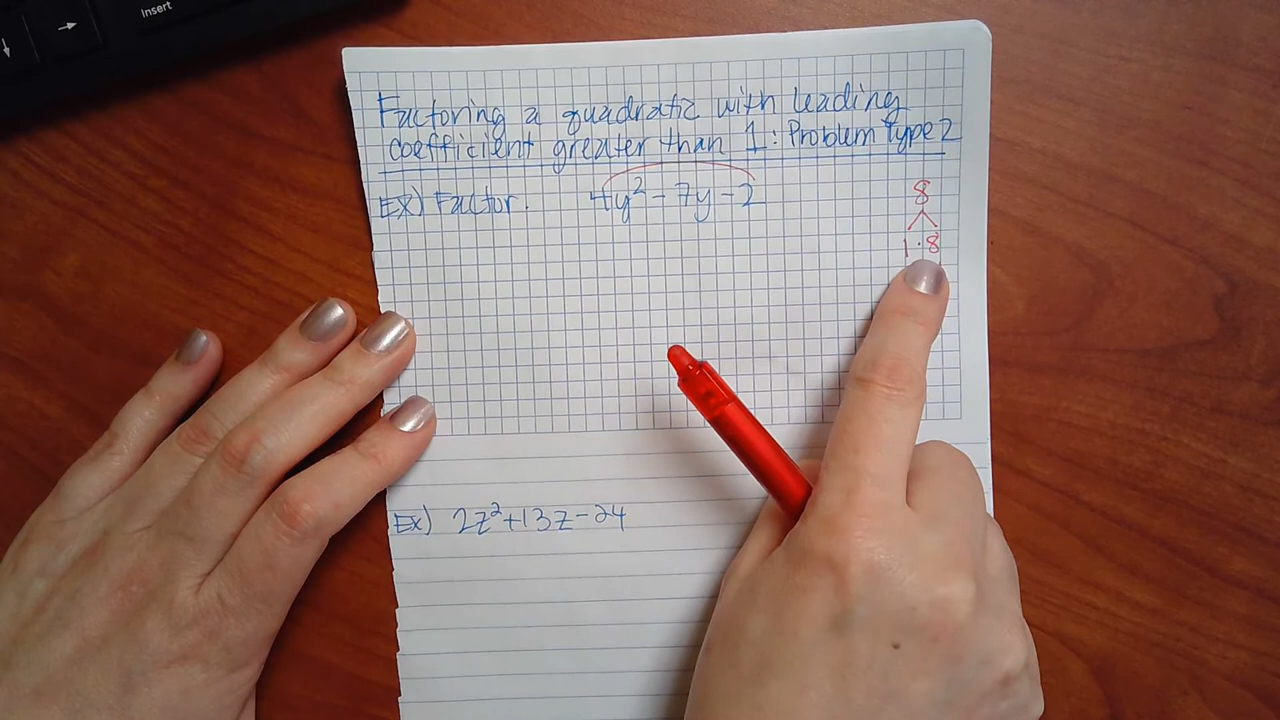 Insert
Factoring a quadratic with leading
coefficient greater than 1: Problem Type 2
EX) Factor. 4y² - 7y - 2
8
1 · 8
Ex) 2z² + 13z - 24